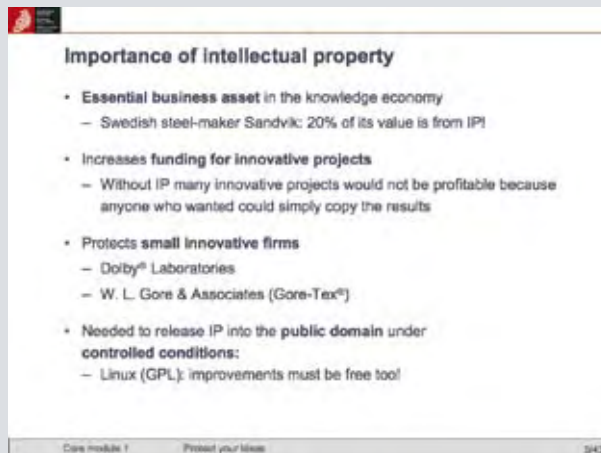 Importance of intellectual property
• Essential business asset in the knowledge economy
– Swedish steel-maker Sandvik: 20% of its value is from IP!
• Increases funding for innovative projects
– Without IP many innovative projects would not be profitable because
anyone who wanted could simply copy the results
• Protects small innovative firms
– Dolby® Laboratories
– W. L. Gore & Associates (Gore-Tex®)
• Needed to release IP into the public domain under
controlled conditions:
– Linux (GPL): improvements must be free too!
Core module 1 Protect your ideas